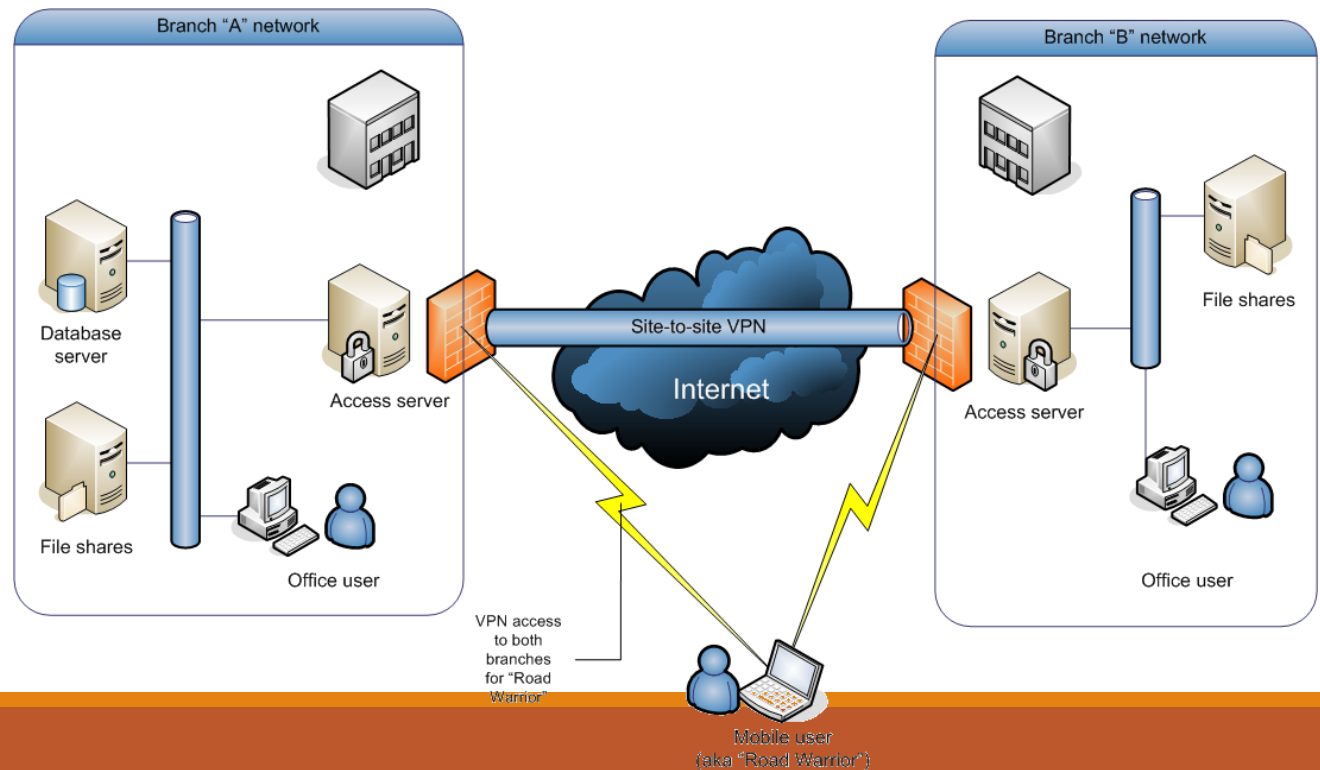 Branch “A” network
Branch “B” network
Database
server
File shares
Access server
Office user
Site-to-site VPN
Internet
File shares
Access server
Office user
VPN access
to both
branches
for “Road
Warrior”
Mobile user
(aka “Road Warrior”)